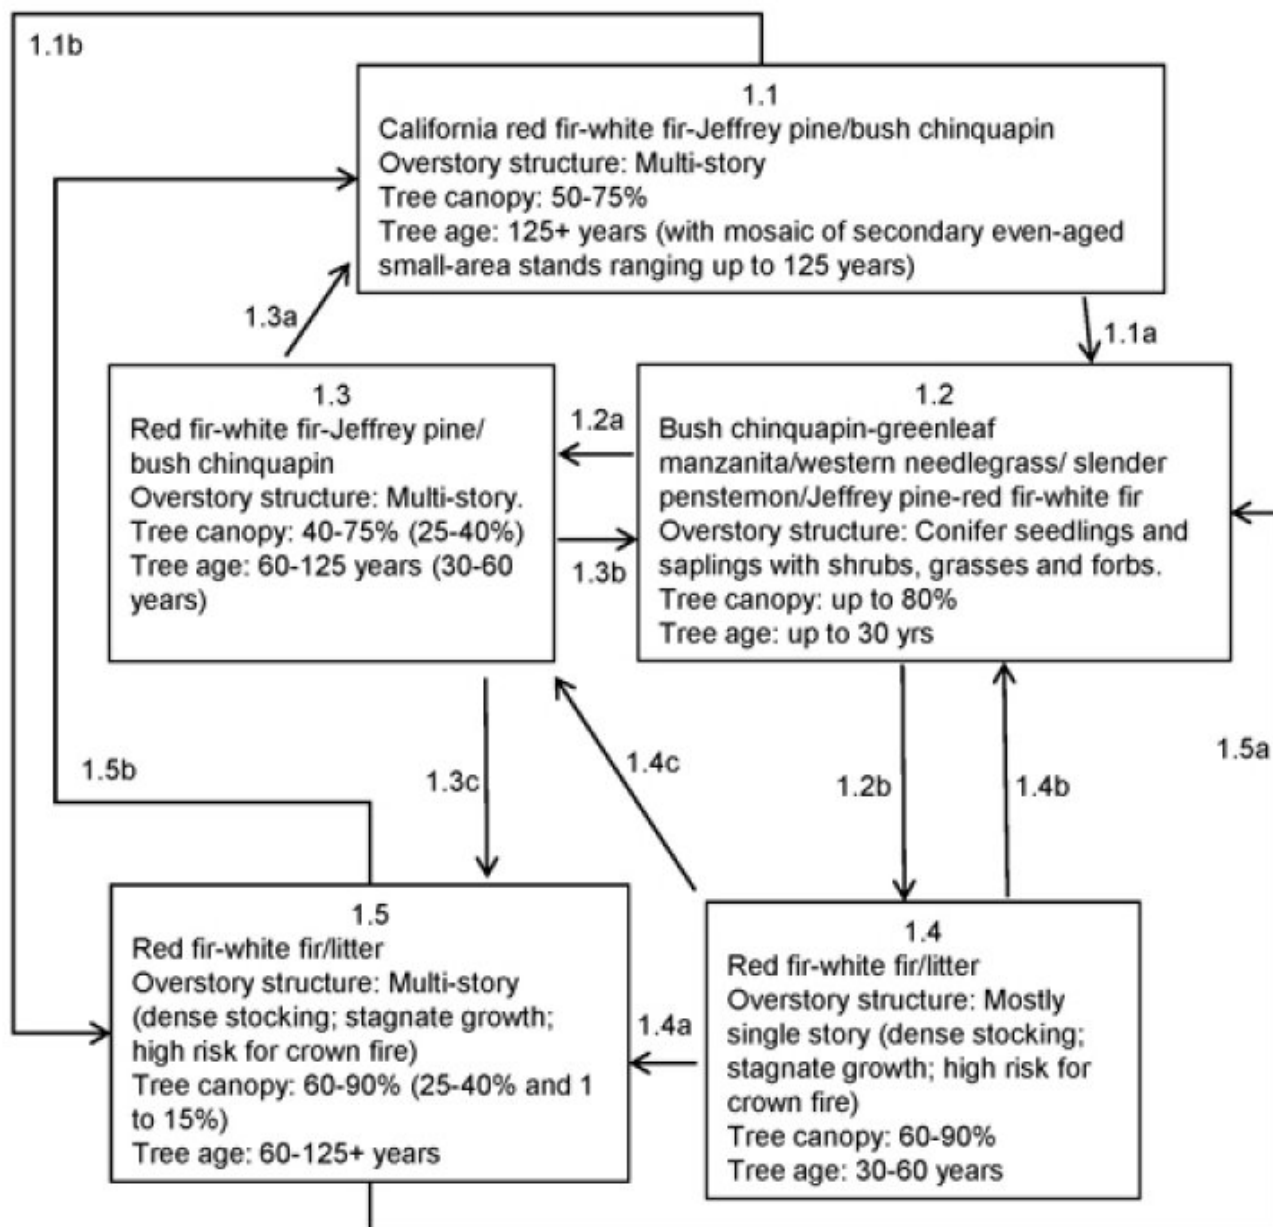 1.1b
1.1
California red fir-white fir-Jeffrey pine/bush chinquapin
Overstory structure: Multi-story
Tree canopy: 50-75%
Tree age: 125+ years (with mosaic of secondary even-aged
small-area stands ranging up to 125 years)
1.3a
1.1a
1.3
Red fir-white fir-Jeffrey pine/
bush chinquapin
Overstory structure: Multi-story.
Tree canopy: 40-75% (25-40%)
Tree age: 60-125 years (30-60
years)
1.2a
1.3b
1.2
Bush chinquapin-greenleaf
manzanita/western needlegrass/ slender
penstemon/Jeffrey pine-red fir-white fir
Overstory structure: Conifer seedlings and
saplings with shrubs, grasses and forbs.
Tree canopy: up to 80%
Tree age: up to 30 yrs
1.5b
1.3c
1.4c
1.2b
1.4b
1.5a
1.5
Red fir-white fir/litter
Overstory structure: Multi-story
(dense stocking; stagnate growth;
high risk for crown fire)
Tree canopy: 60-90% (25-40% and 1
to 15%)
Tree age: 60-125+ years
1.4a
1.4
Red fir-white fir/litter
Overstory structure: Mostly
single story (dense stocking;
stagnate growth; high risk for
crown fire)
Tree canopy: 60-90%
Tree age: 30-60 years